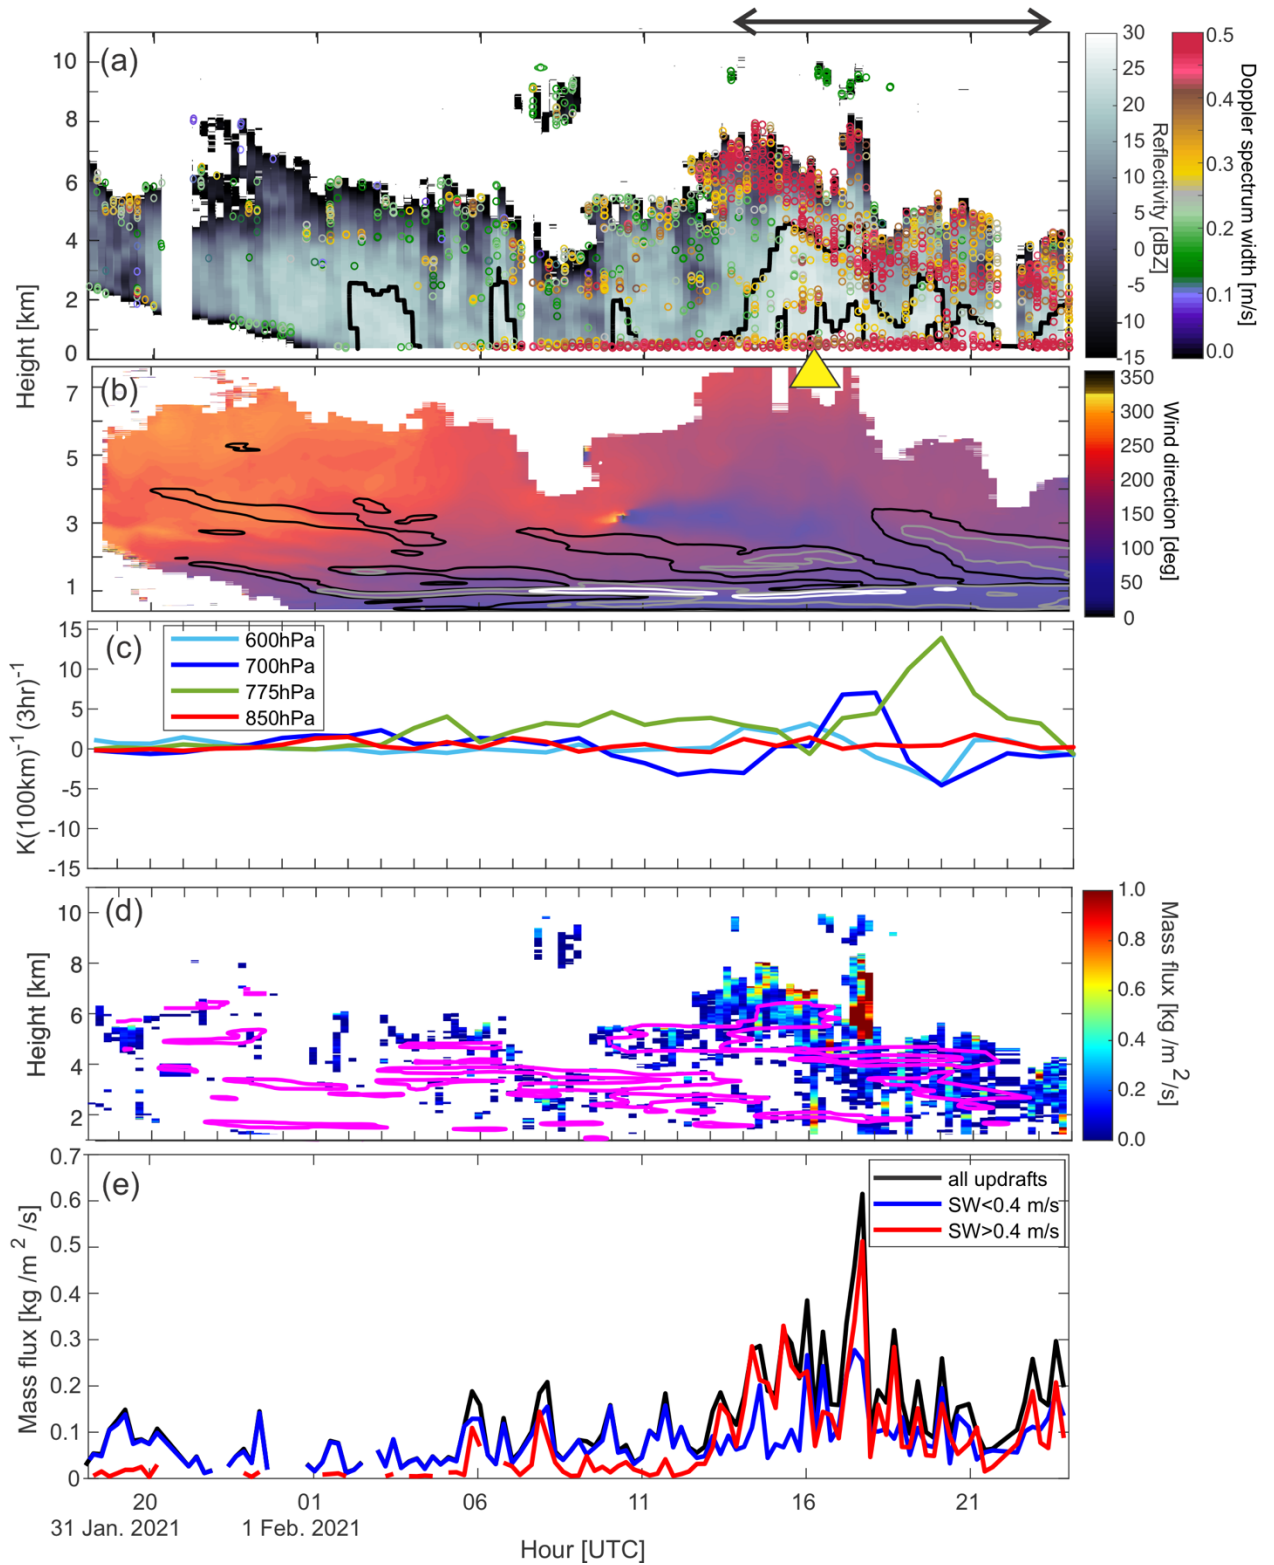 (a)
10
8
6
4
2
0
Height [km]
30
25
20
15
10
5
0
-5
-10
-15
Reflectivity [dBZ]
0.5
0.4
0.3
0.2
0.1
0.0
Doppler spectrum width [m/s]
(b)
7
5
3
1
350
300
250
200
150
100
50
0
Wind direction [deg]
(c)
15
10
5
0
-5
-10
-15
K(100km)⁻¹ (3hr)⁻¹
600hPa
700hPa
775hPa
850hPa
(d)
10
8
6
4
2
Height [km]
1.0
0.8
0.6
0.4
0.2
0.0
Mass flux [kg /m²/s]
(e)
0.7
0.6
0.5
0.4
0.3
0.2
0.1
0
Mass flux [kg /m² /s]
all updrafts
SW<0.4 m/s
SW>0.4 m/s
20 01 06 11 16 21
31 Jan. 2021 1 Feb. 2021
Hour [UTC]